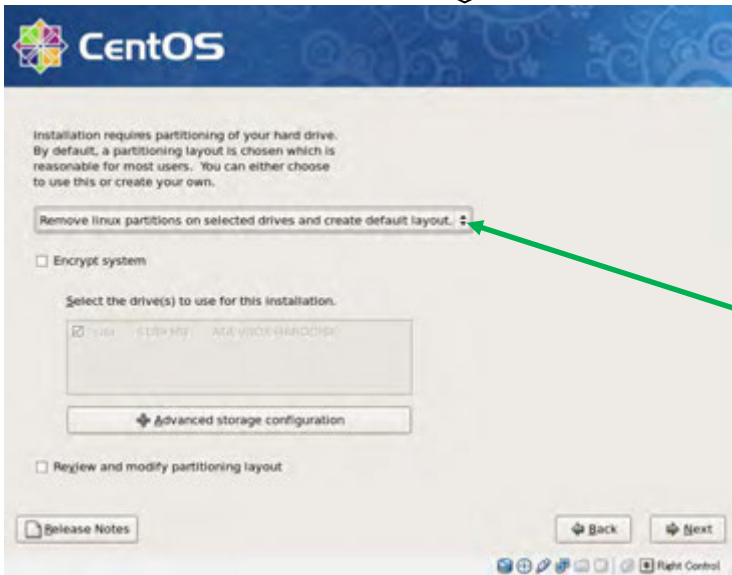 CentOS
Installation requires partitioning of your hard drive.
By default, a partitioning layout is chosen which is
reasonable for most users. You can either choose
to use this or create your own.
Remove linux partitions on selected drives and create default layout.
Encrypt system
Select the drive(s) to use for this installation.
Advanced storage configuration
Review and modify partitioning layout
Release Notes
Back
Next
Right Control